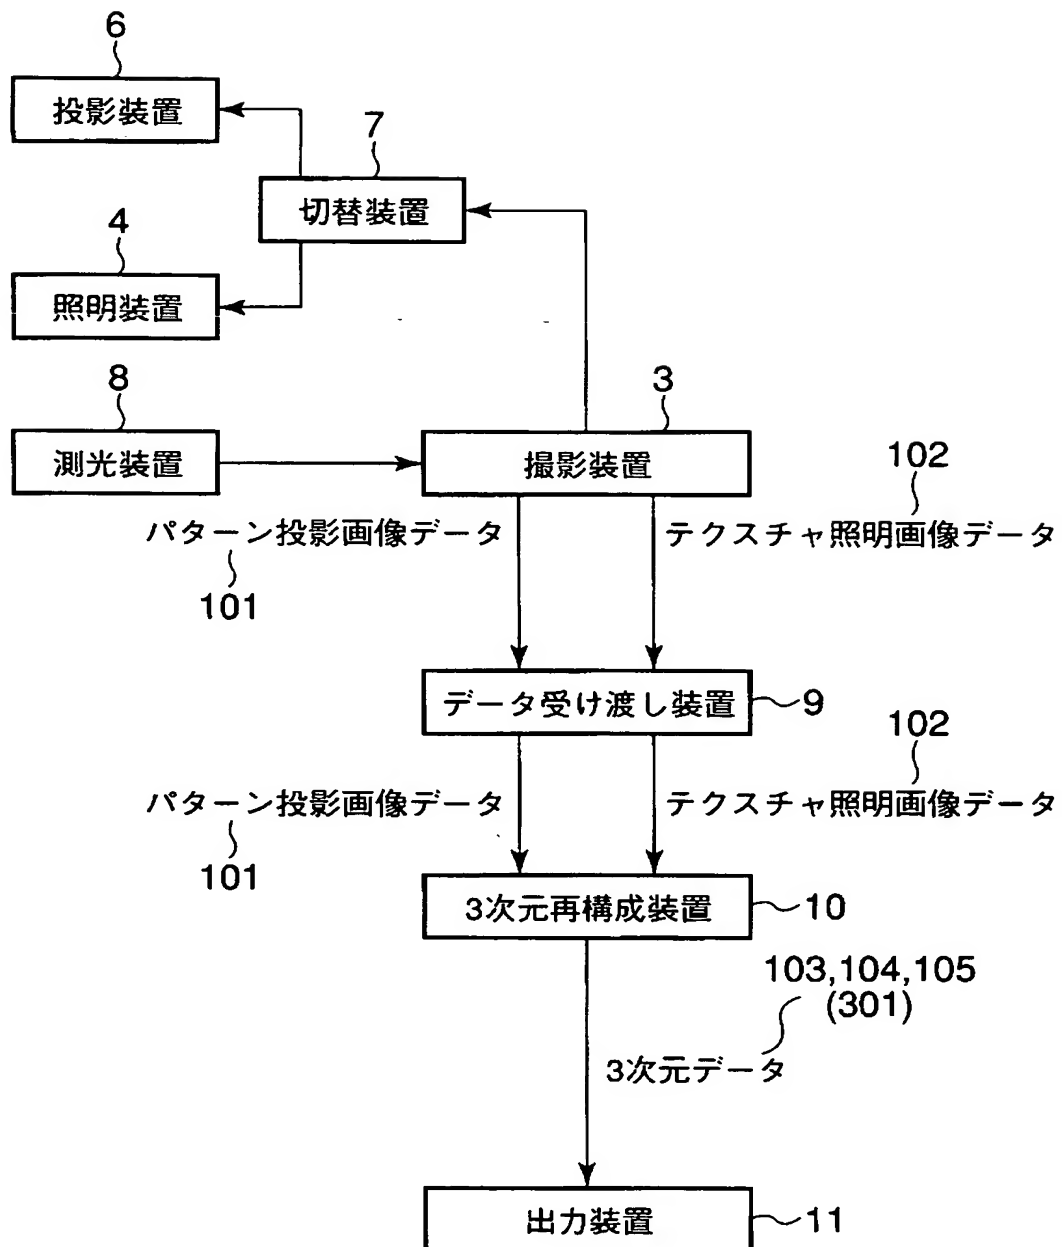 6
投影装置
7
切替装置
4
照明装置
8
測光装置
3
撮影装置
102
パターン投影画像データ
テクスチャ照明画像データ
101
データ受け渡し装置
9
102
パターン投影画像データ
テクスチャ照明画像データ
101
3次元再構成装置
10
103,104,105
(301)
3次元データ
出力装置
11